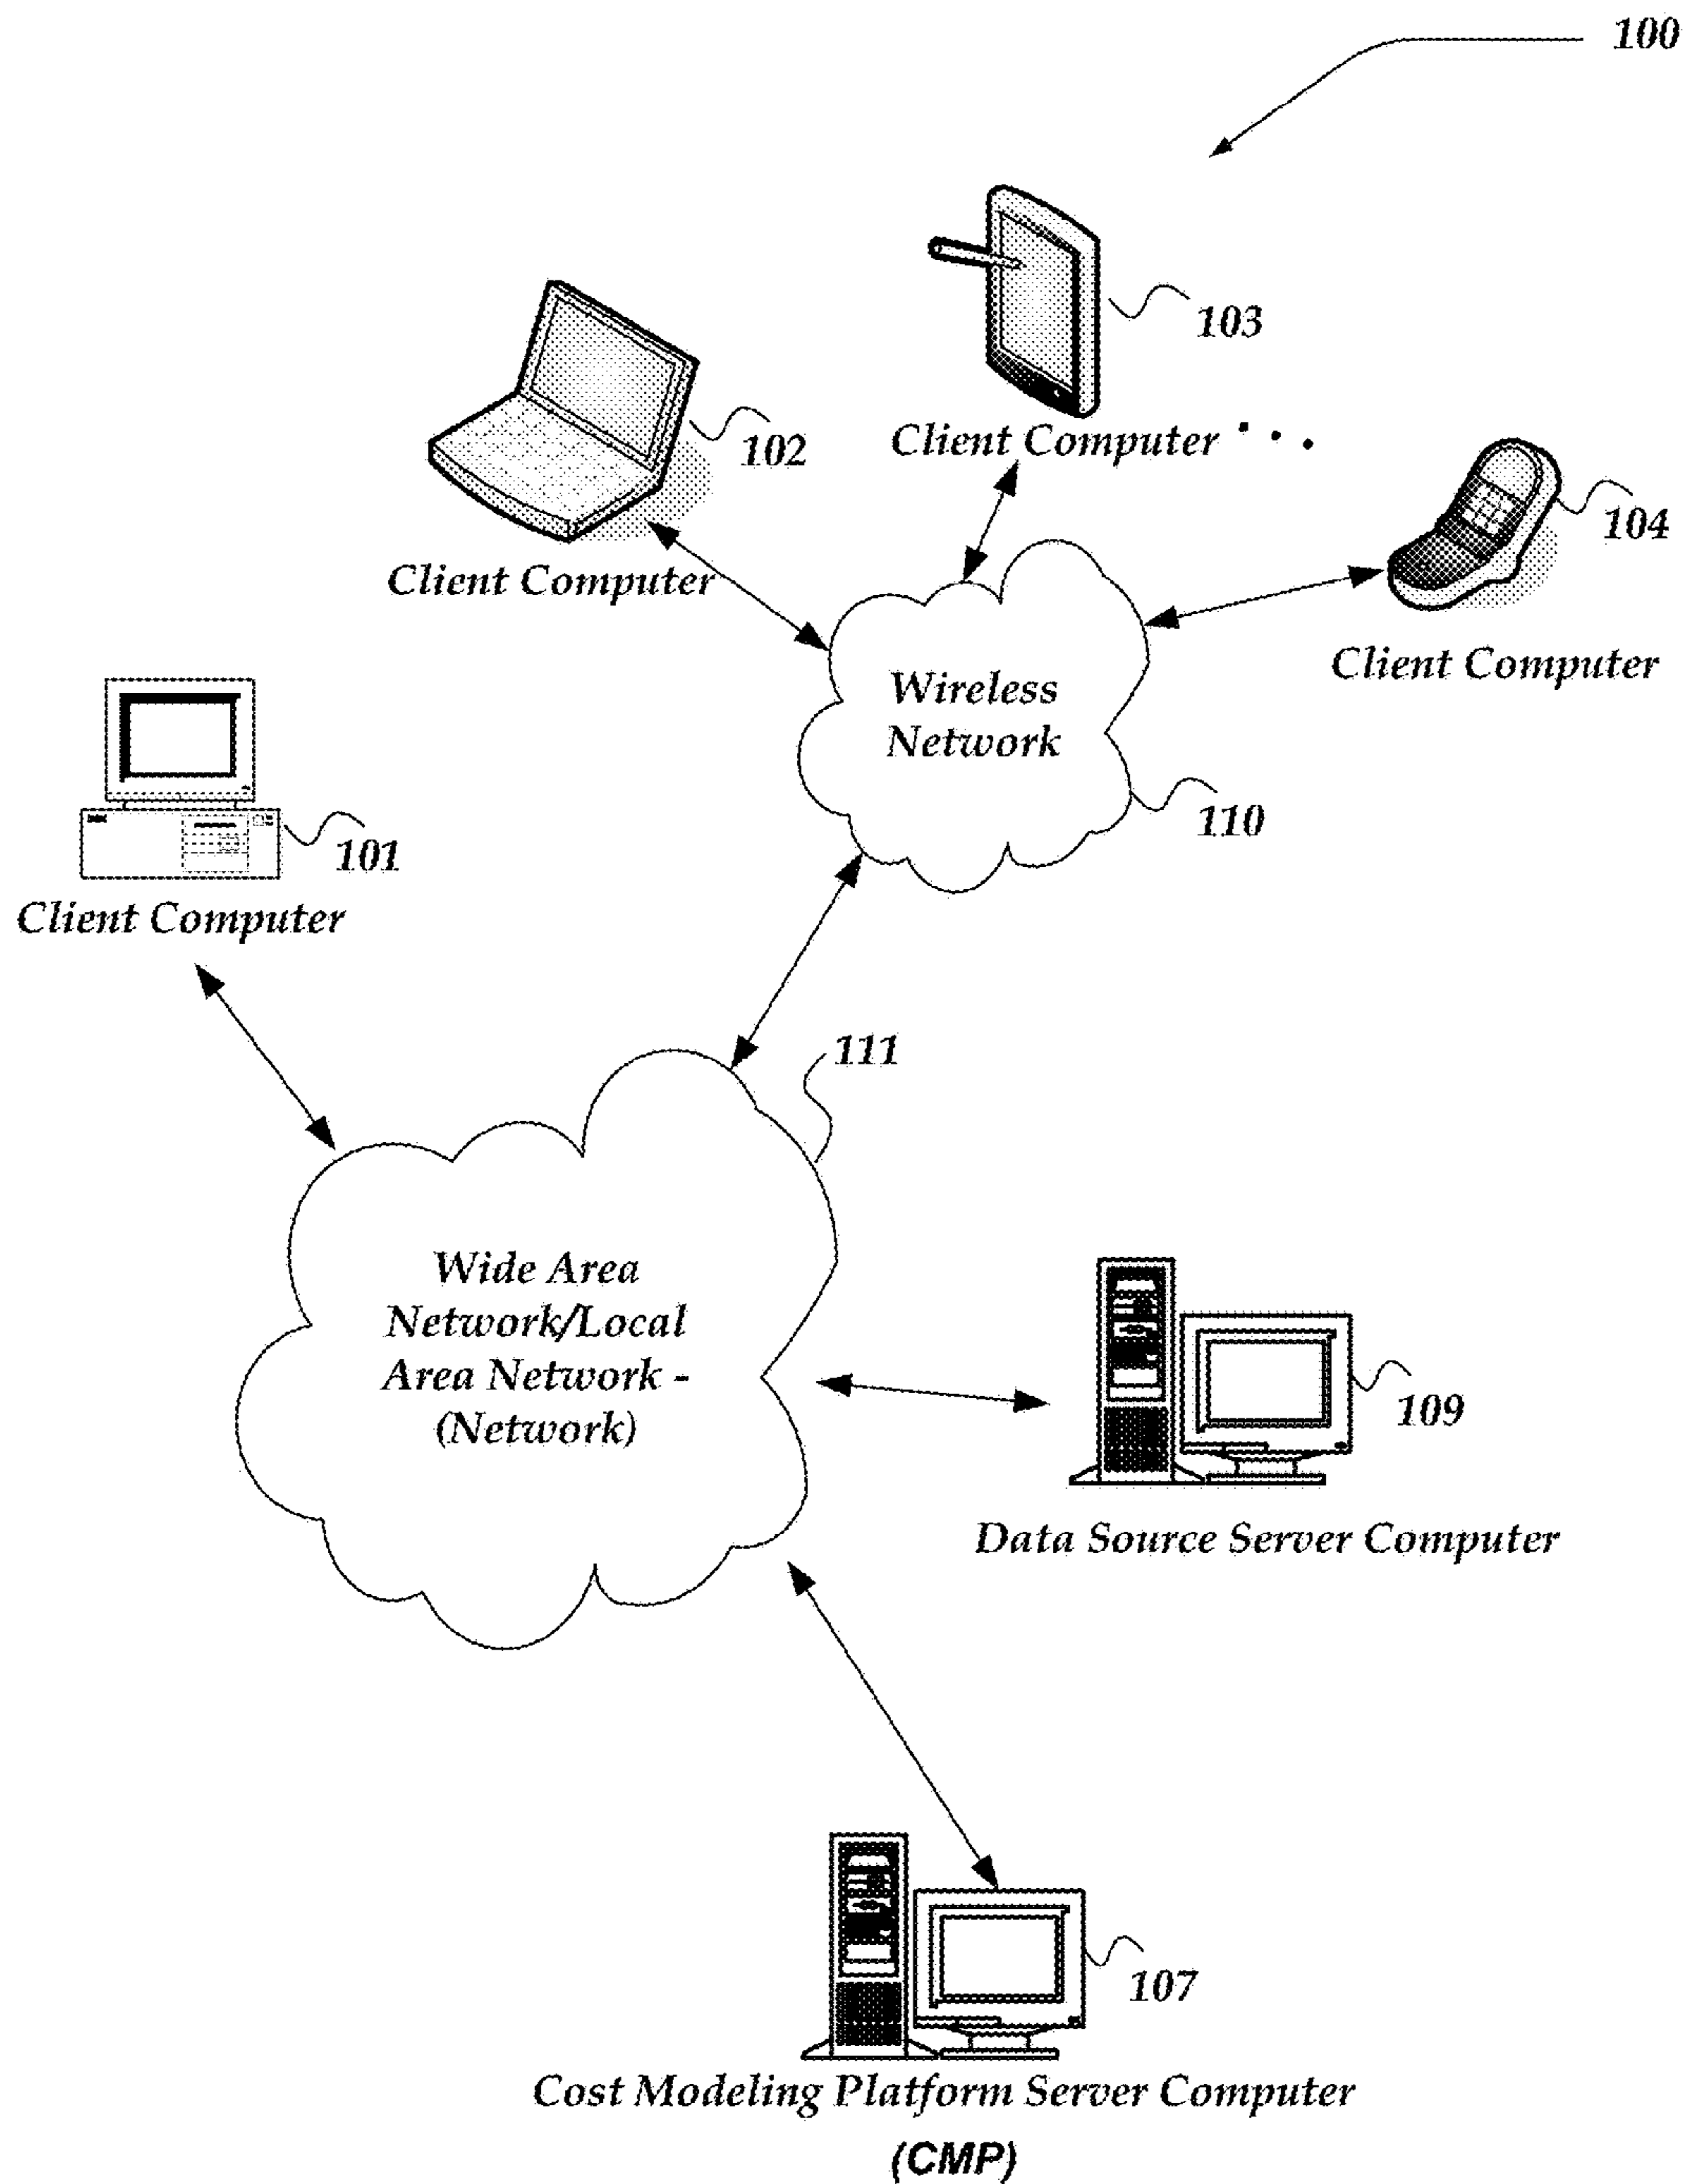 100
103
102
Client Computer . . .
104
Client Computer
Client Computer
Wireless
Network
110
101
Client Computer
111
Wide Area
Network/Local
Area Network -
(Network)
109
Data Source Server Computer
107
Cost Modeling Platform Server Computer
(CMP)